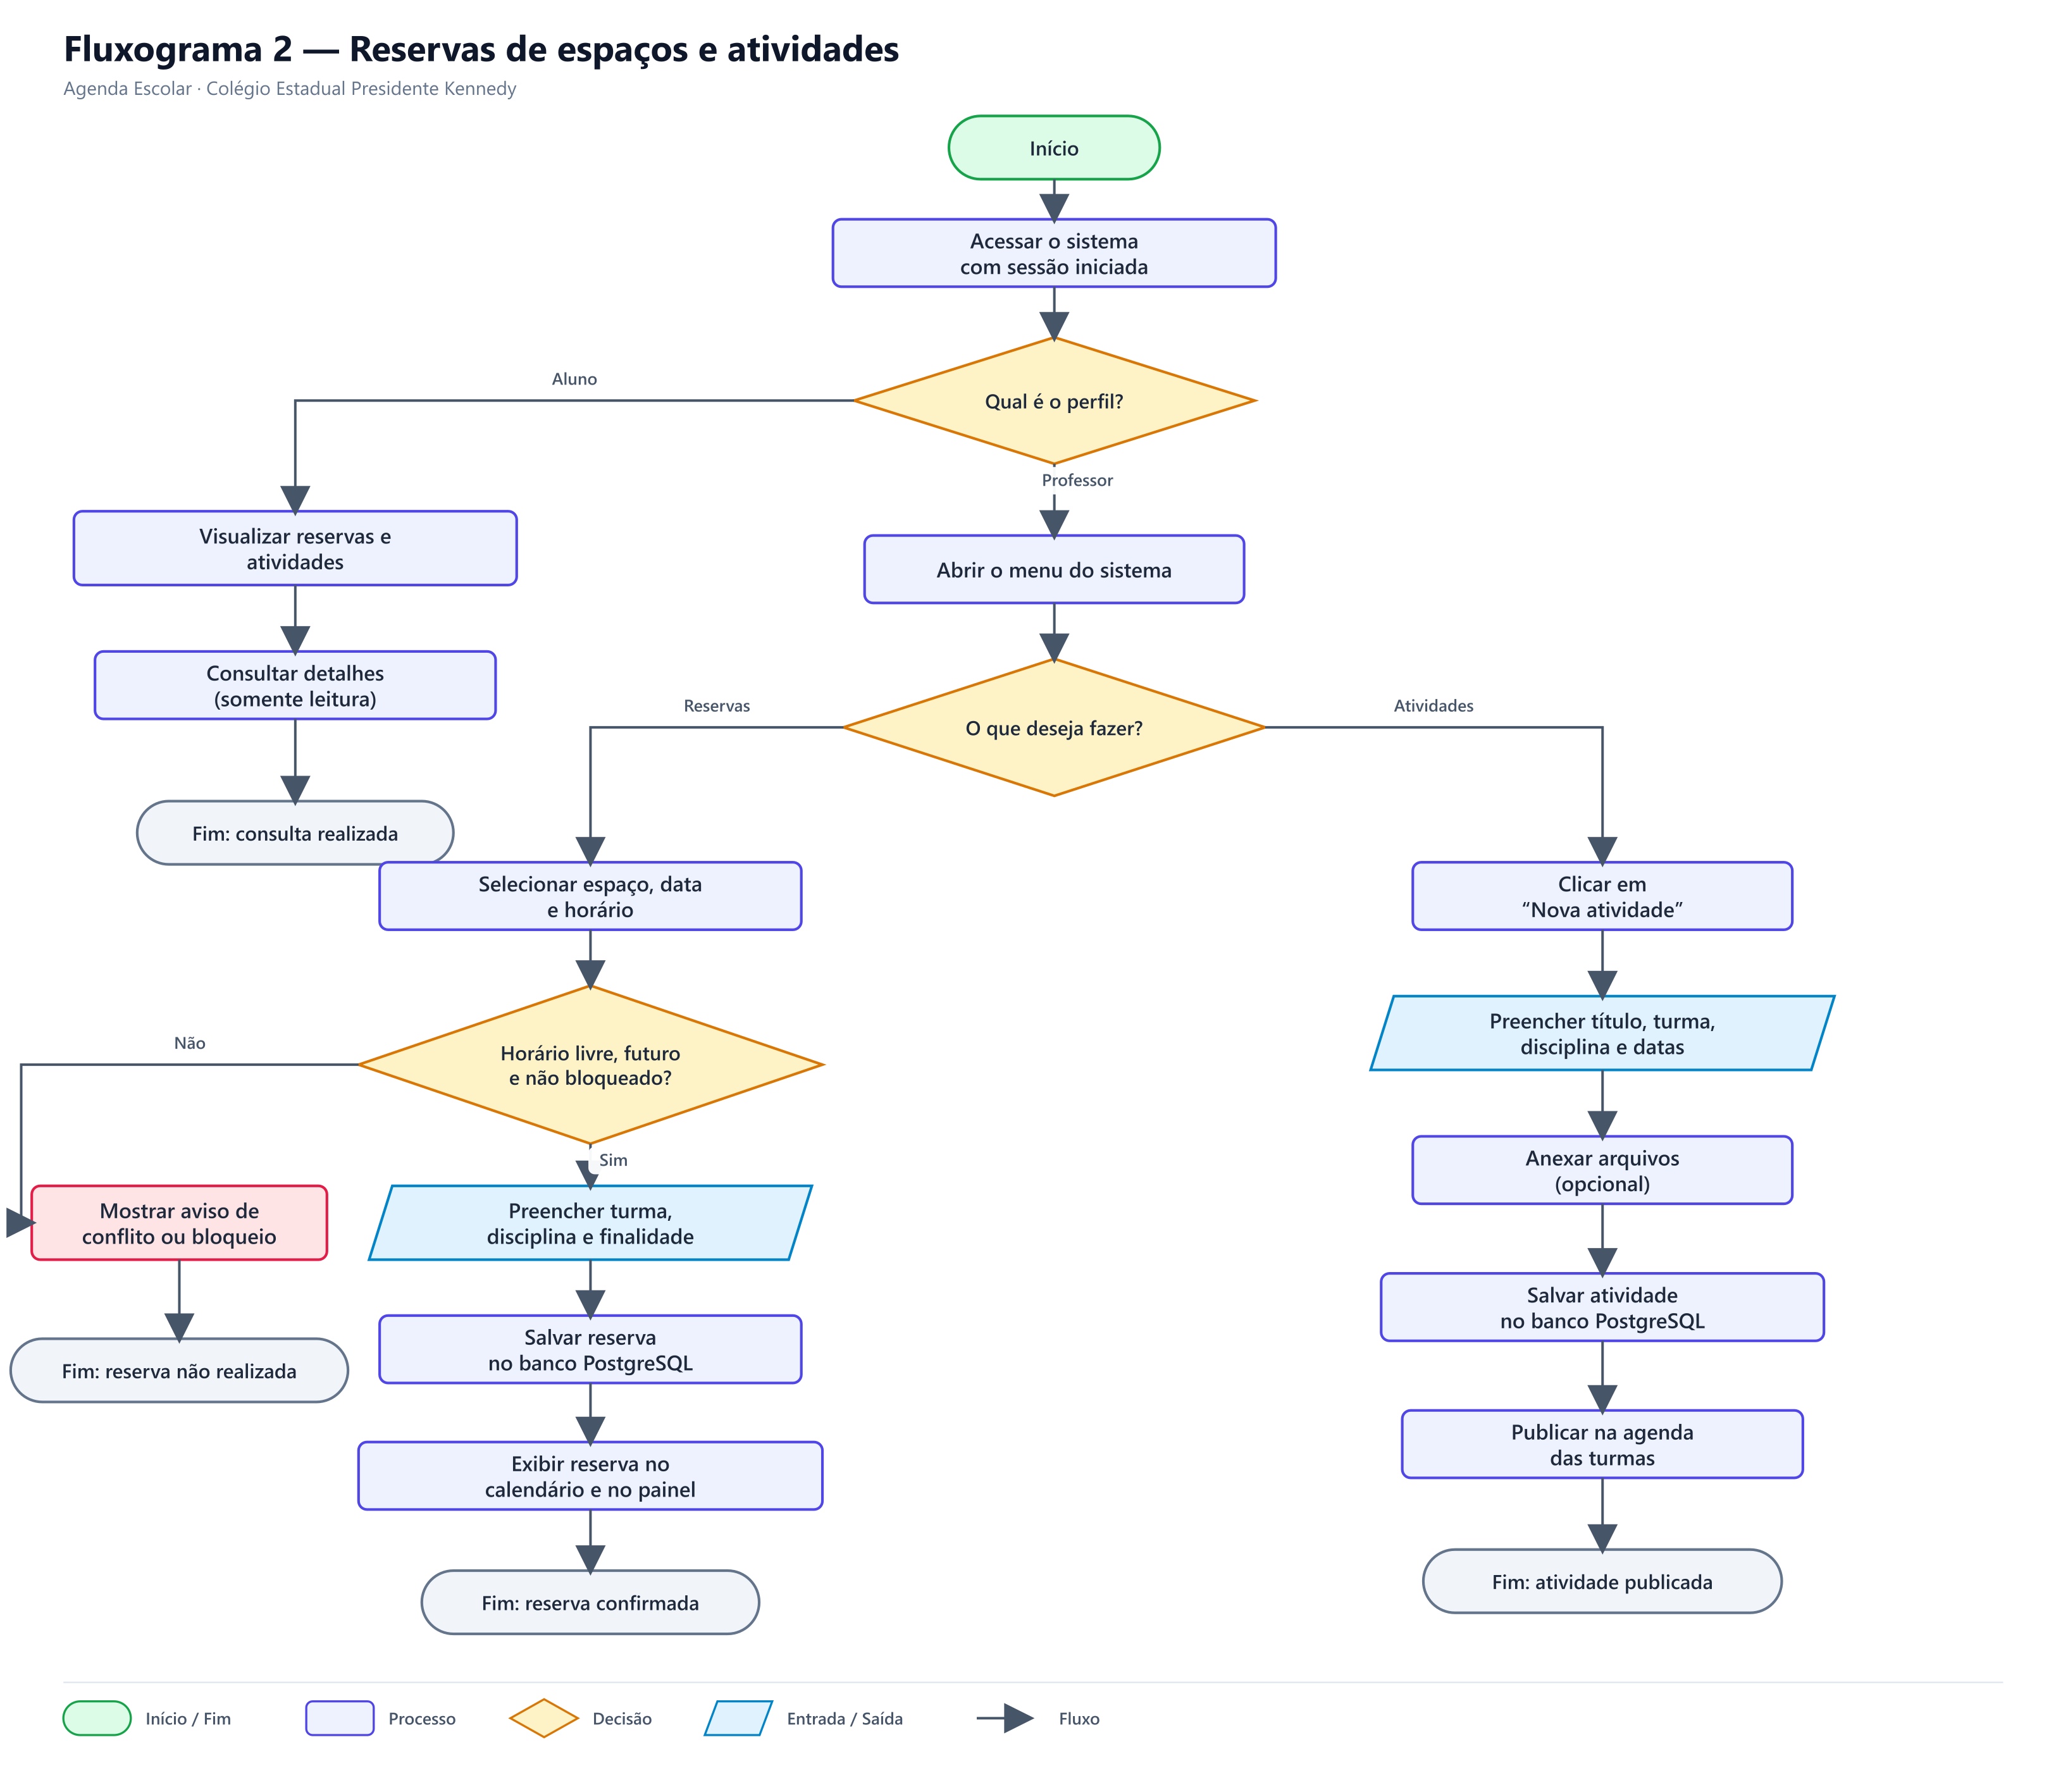 Fluxograma 2 — Reservas de espaços e atividades
Agenda Escolar · Colégio Estadual Presidente Kennedy
Início
Acessar o sistema
com sessão iniciada
Qual é o perfil?
Aluno
Professor
Visualizar reservas e
atividades
Abrir o menu do sistema
Consultar detalhes
(somente leitura)
O que deseja fazer?
Reservas
Atividades
Fim: consulta realizada
Selecionar espaço, data
e horário
Clicar em
“Nova atividade”
Horário livre, futuro
e não bloqueado?
Não
Sim
Preencher título, turma,
disciplina e datas
Mostrar aviso de
conflito ou bloqueio
Preencher turma,
disciplina e finalidade
Anexar arquivos
(opcional)
Fim: reserva não realizada
Salvar reserva
no banco PostgreSQL
Salvar atividade
no banco PostgreSQL
Exibir reserva no
calendário e no painel
Publicar na agenda
das turmas
Fim: reserva confirmada
Fim: atividade publicada
Início / Fim
Processo
Decisão
Entrada / Saída
Fluxo